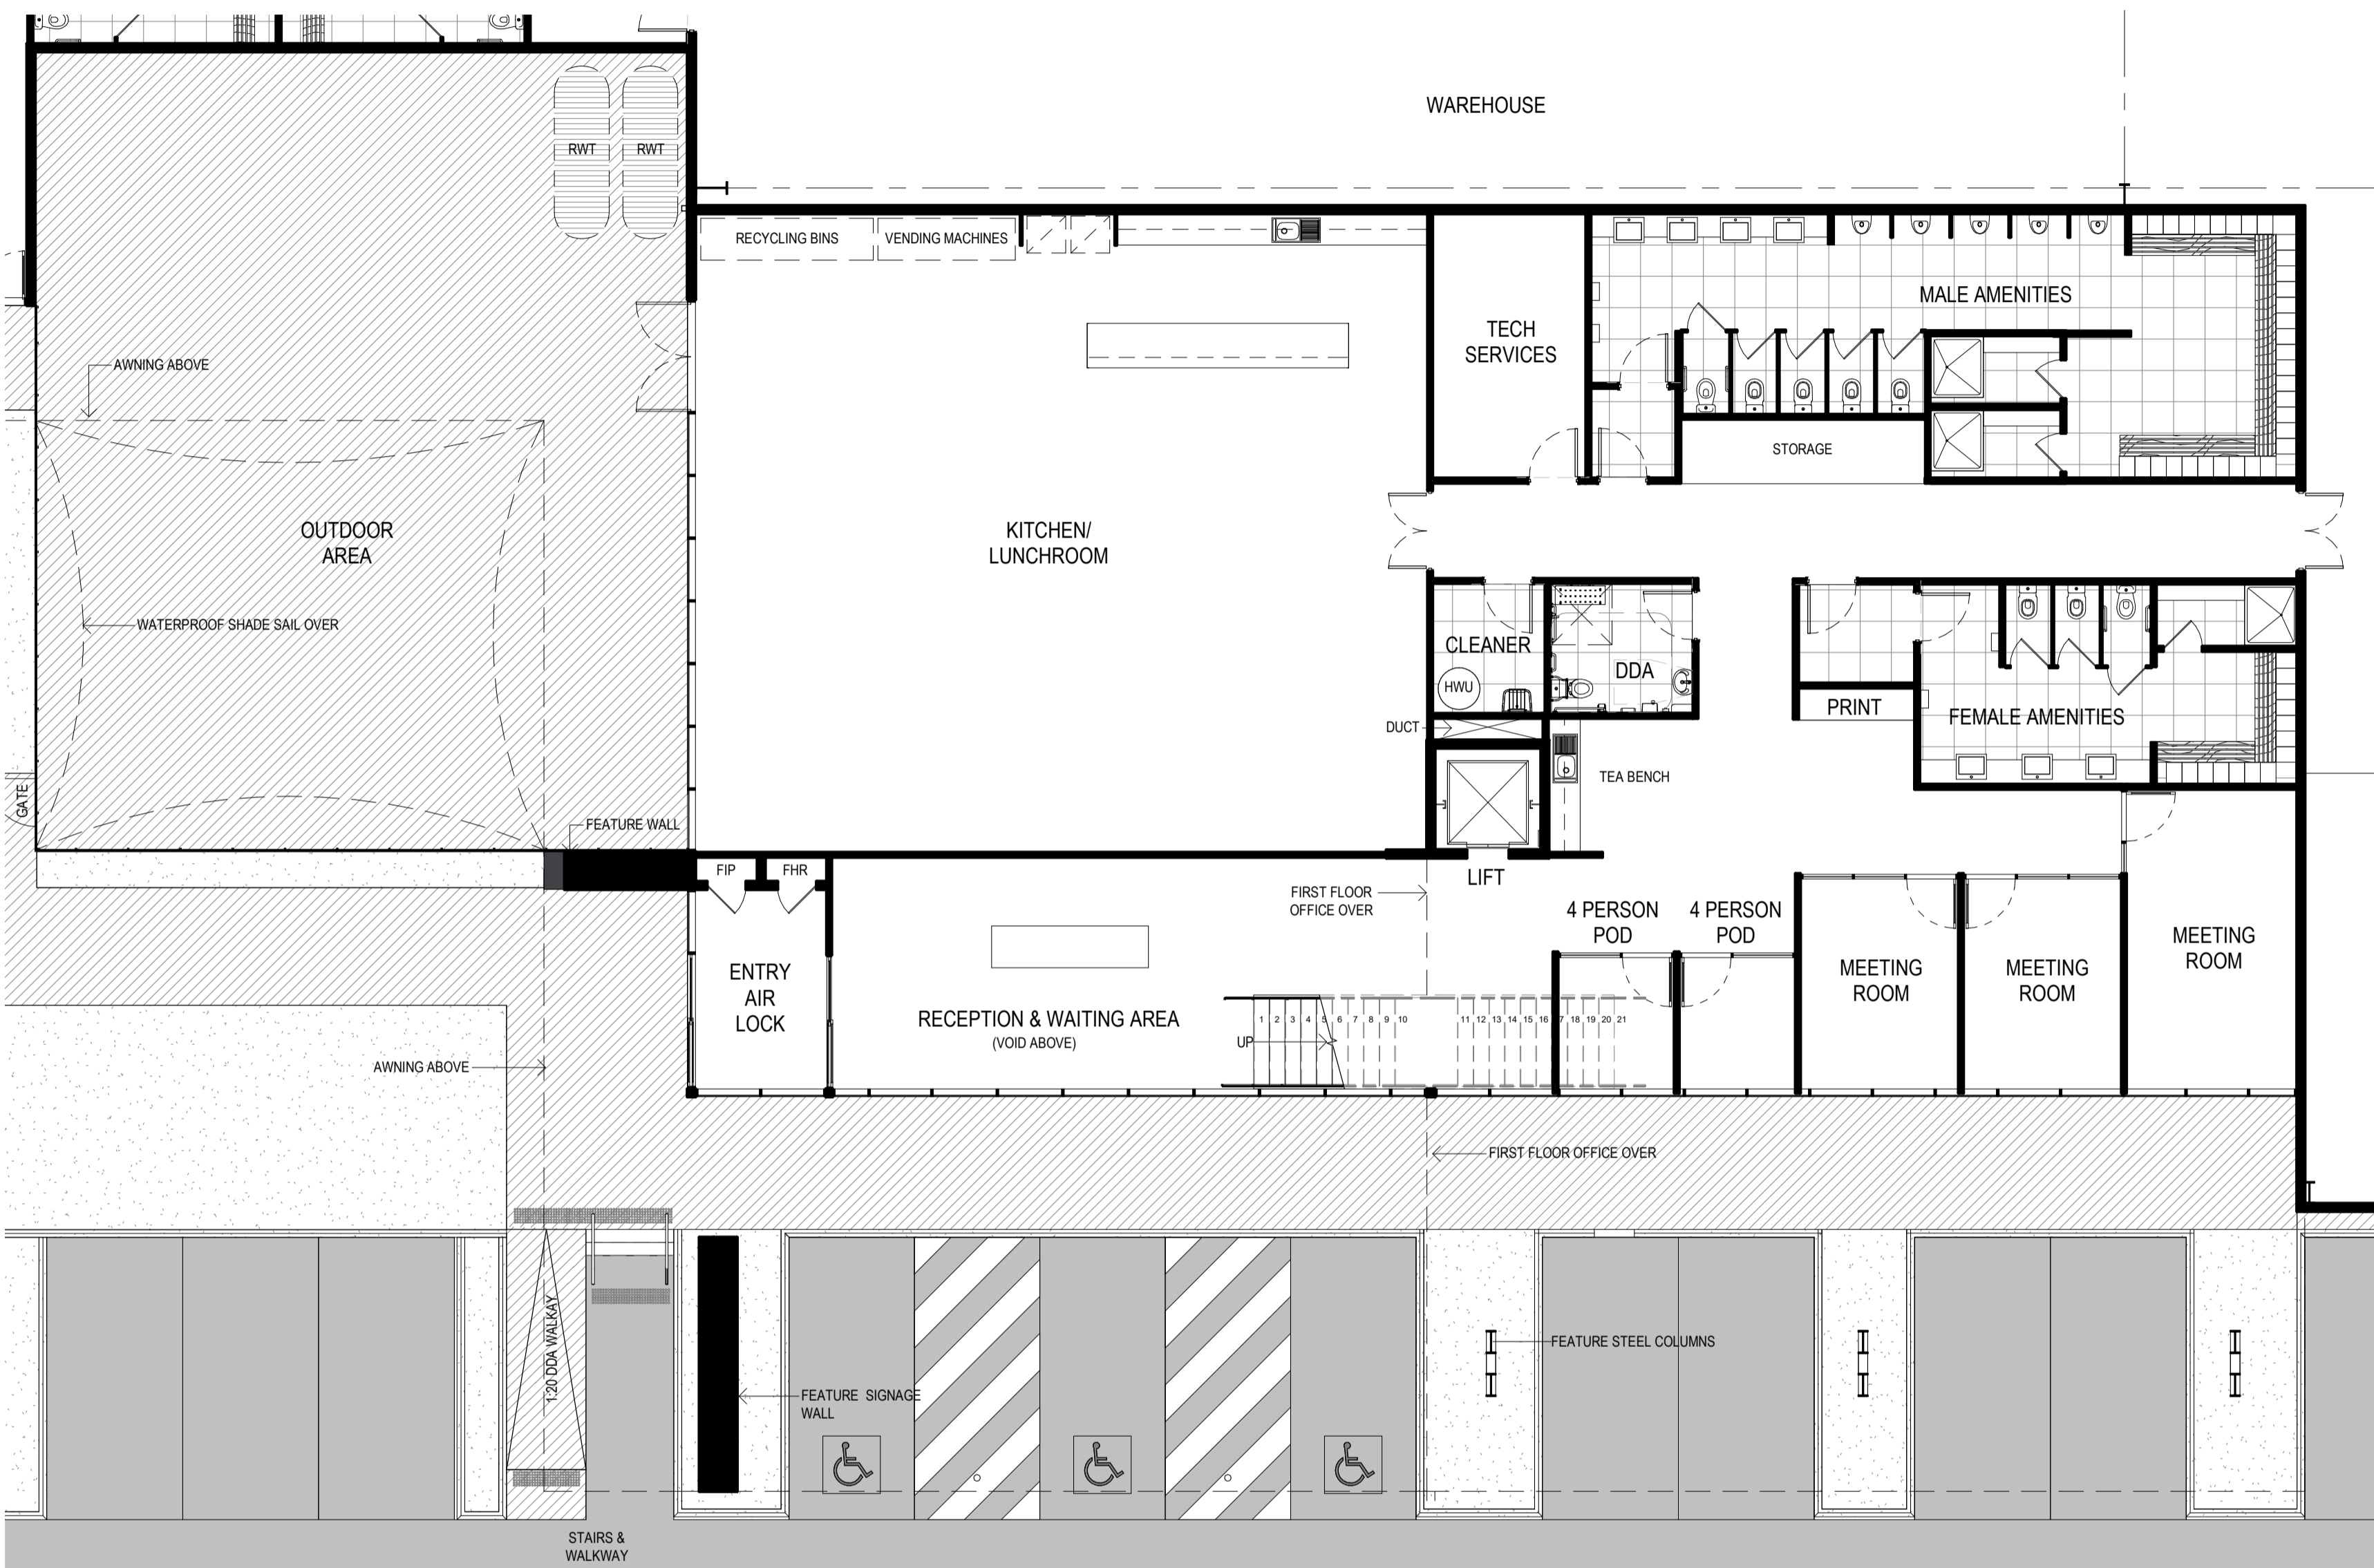 WAREHOUSE
RWT
RWT
RECYCLING BINS
VENDING MACHINES
MALE AMENITIES
TECH
SERVICES
AWNING ABOVE
STORAGE
OUTDOOR
AREA
KITCHEN/
LUNCHROOM
WATERPROOF SHADE SAIL OVER
CLEANER
DDA
HWU
PRINT
FEMALE AMENITIES
DUCT
TEA BENCH
GATE
FEATURE WALL
FIP
FHR
LIFT
FIRST FLOOR
OFFICE OVER
4 PERSON
POD
4 PERSON
POD
MEETING
ROOM
MEETING
ROOM
MEETING
ROOM
ENTRY
AIR
LOCK
RECEPTION & WAITING AREA
(VOID ABOVE)
UP
1 2 3 4 5 6 7 8 9 10 11 12 13 14 15 16 17 18 19 20 21
AWNING ABOVE
FIRST FLOOR OFFICE OVER
1:20 DDA WALKAY
FEATURE STEEL COLUMNS
FEATURE SIGNAGE
WALL
STAIRS &
WALKWAY